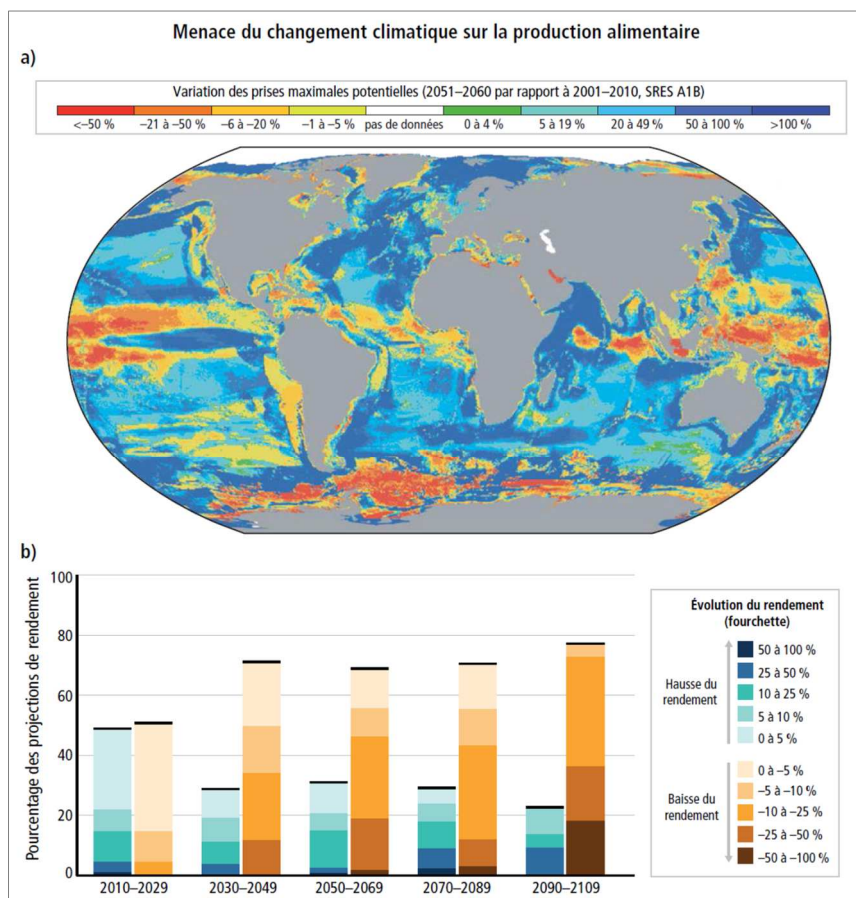 Menace du changement climatique sur la production alimentaire
a)
Variation des prises maximales potentielles (2051–2060 par rapport à 2001–2010, SRES A1B)
<–50 % –21 à –50 % –6 à –20 % –1 à –5 % pas de données 0 à 4 % 5 à 19 % 20 à 49 % 50 à 100 % >100 %
b)
Pourcentage des projections de rendement
100
80
60
40
20
0
2010–2029 2030–2049 2050–2069 2070–2089 2090–2109
Évolution du rendement
(fourchette)
Hausse du
rendement
50 à 100 %
25 à 50 %
10 à 25 %
5 à 10 %
0 à 5 %
Baisse du
rendement
0 à –5 %
–5 à –10 %
–10 à –25 %
–25 à –50 %
–50 à –100 %